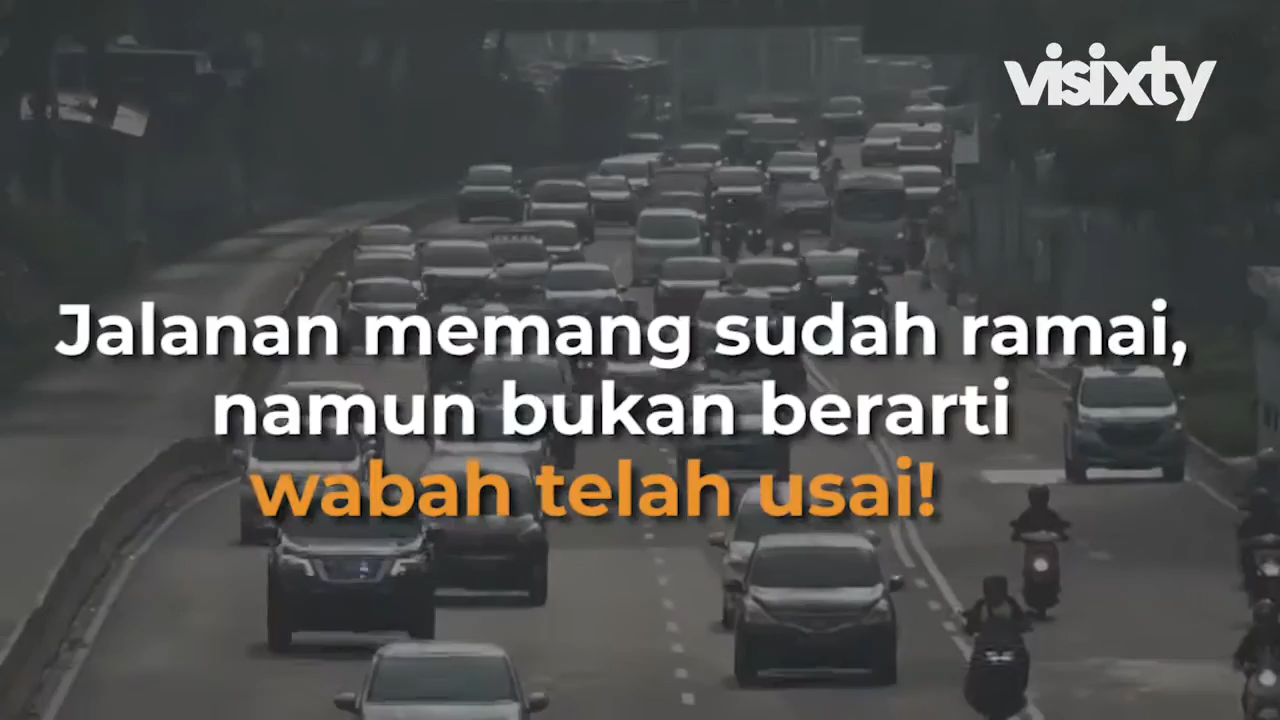 visixty
Jalanan memang sudah ramai,
namun bukan berarti
wabah telah usai!